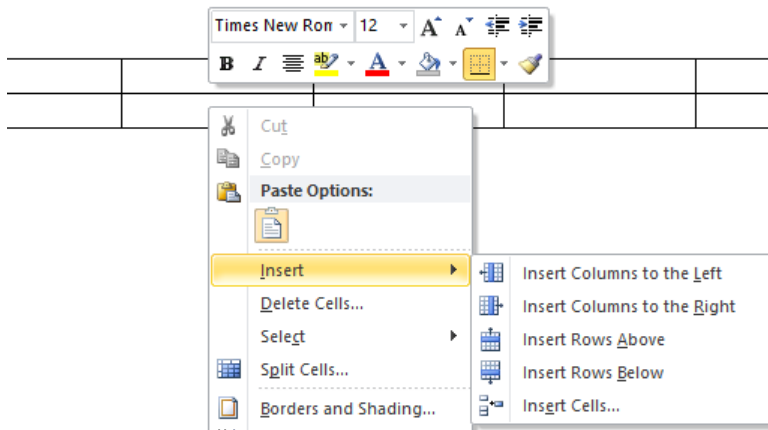 Times New Ron 12 A A
B I ab A
Cut
Copy
Paste Options:
Insert
Insert Columns to the Left
Delete Cells...
Insert Columns to the Right
Select
Insert Rows Above
Split Cells...
Insert Rows Below
Borders and Shading...
Insert Cells...